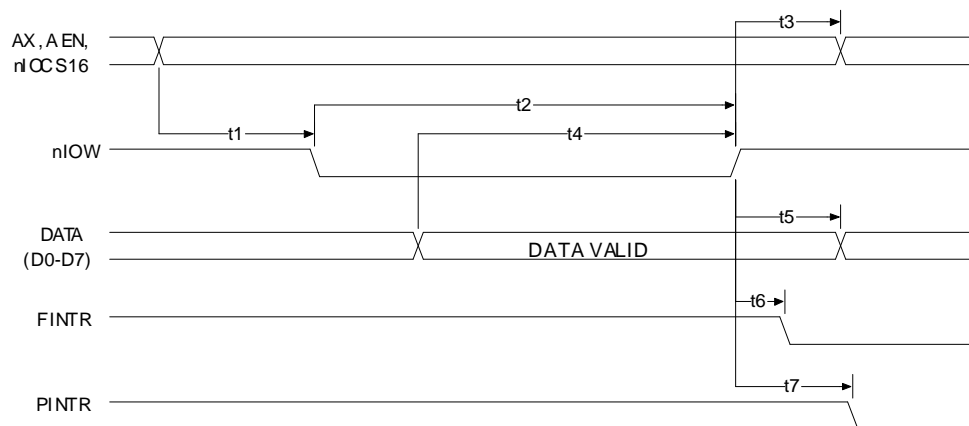 t3
AX, AEN,
nIOCS16
t2
t1
t4
nIOW
t5
DATA
(D0-D7)
DATA VALID
t6
FINTR
t7
PINTR